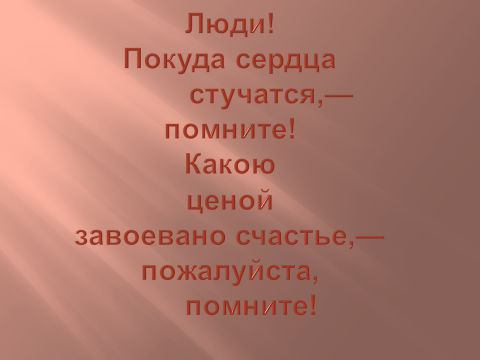 Люди!
Покуда сердца
стучатся,—
помните!
Какою
ценой
завоевано счастье,—
пожалуйста,
помните!